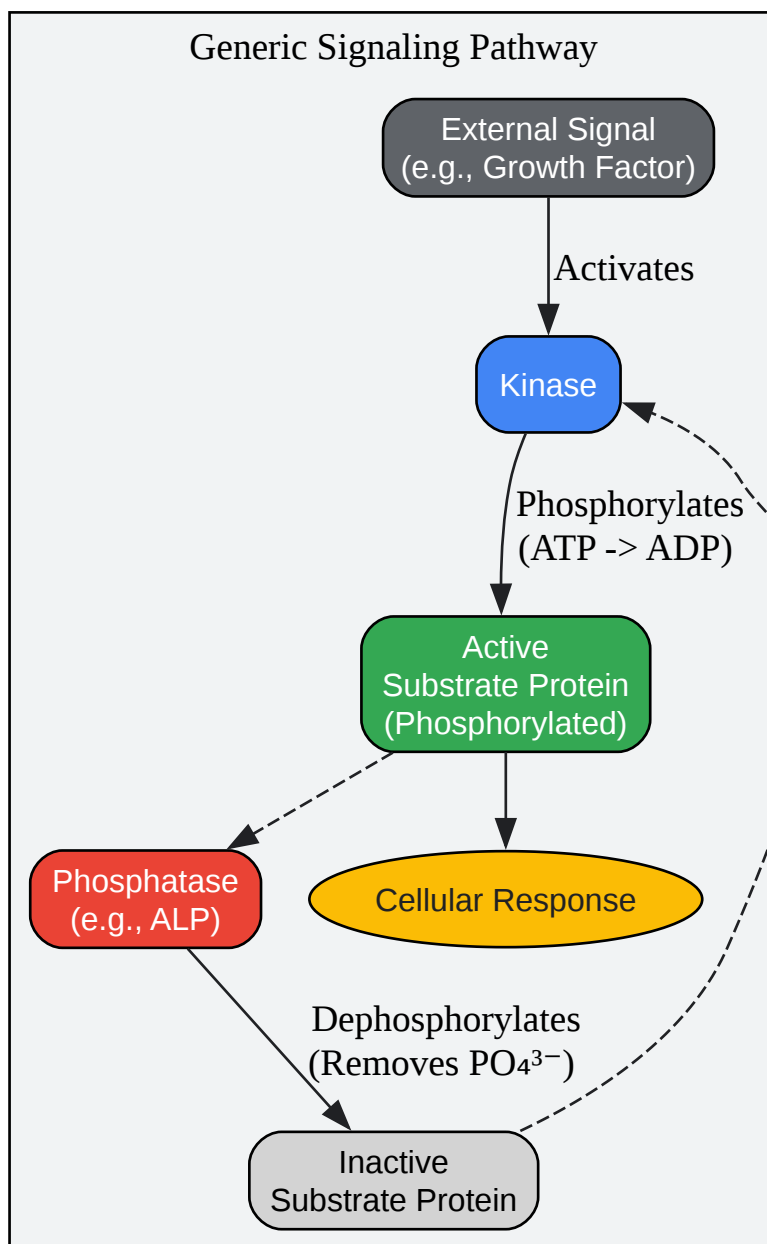 Generic Signaling Pathway
External Signal
(e.g., Growth Factor)
Activates
Kinase
Phosphorylates
(ATP -> ADP)
Active
Substrate Protein
(Phosphorylated)
Phosphatase
(e.g., ALP)
Cellular Response
Dephosphorylates
(Removes PO₄³⁻)
Inactive
Substrate Protein